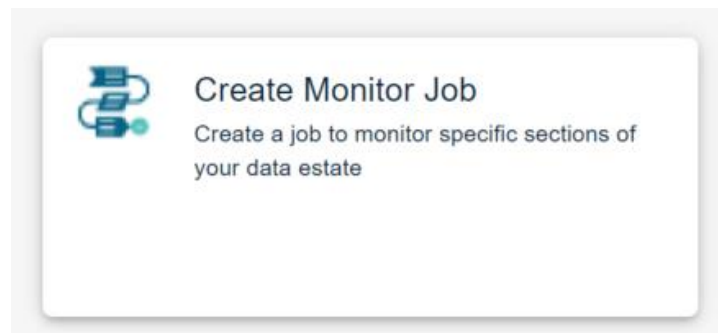 Create Monitor Job
Create a job to monitor specific sections of
your data estate